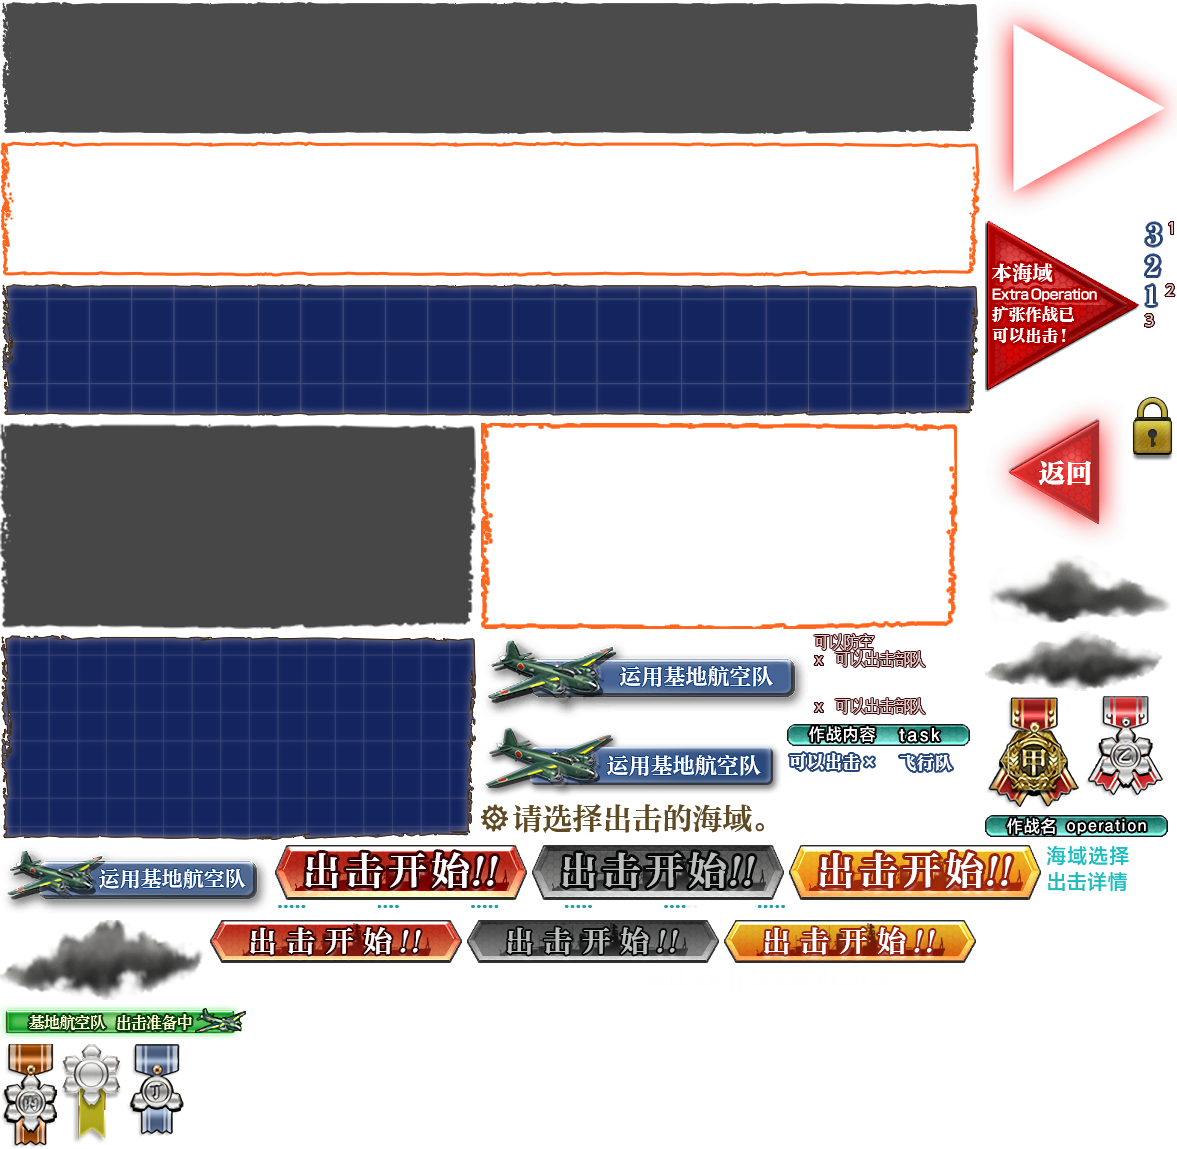 本海域
Extra Operation
扩张作战已
可以出击!
3
1
2
1
2
3
返回
可以防空
x 可以出击部队
运用基地航空队
x 可以出击部队
作战内容 task
可以出击× 飞行队
运用基地航空队
甲
乙
请选择出击的海域。
作战名 operation
运用基地航空队
出击开始!!
出击开始!!
出击开始!!
海域选择
出击详情
出击开始!!
出击开始!!
出击开始!!
基地航空队 出击准备中
丙
丁